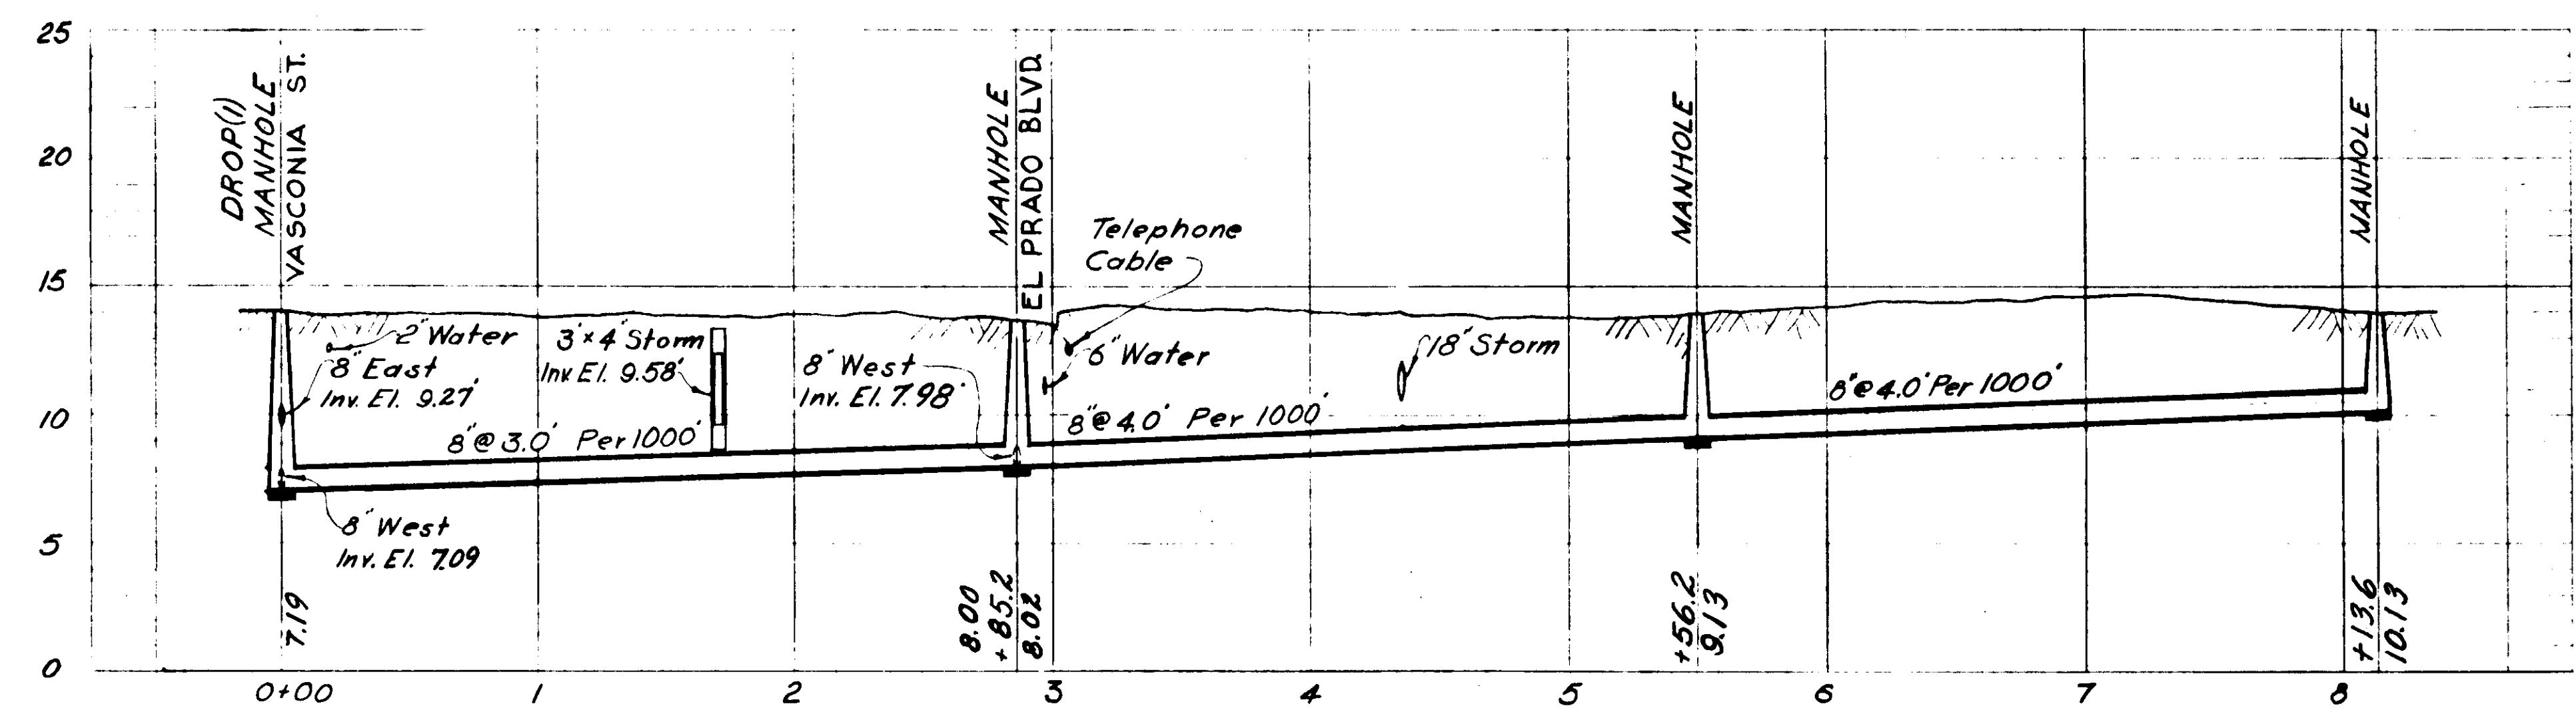 25
20
15
10
5
0
DROP(1)
MANHOLE
VASCONIA ST.
MANHOLE
EL PRADO BLVD.
MANHOLE
NANHOLE
Telephone
Cable
2" Water
8" East
Inv. El. 9.27'
3'×4' Storm
Inv. El. 9.58'
8" West
Inv. El. 7.98'
6" Water
18" Storm
8"@ 3.0' Per 1000'
8"@ 4.0' Per 1000'
8"@ 4.0' Per 1000'
8" West
Inv. El. 7.09
7.19
8.00
+85.2
8.02
+56.2
9.13
+13.6
10.13
0+00
1
2
3
4
5
6
7
8